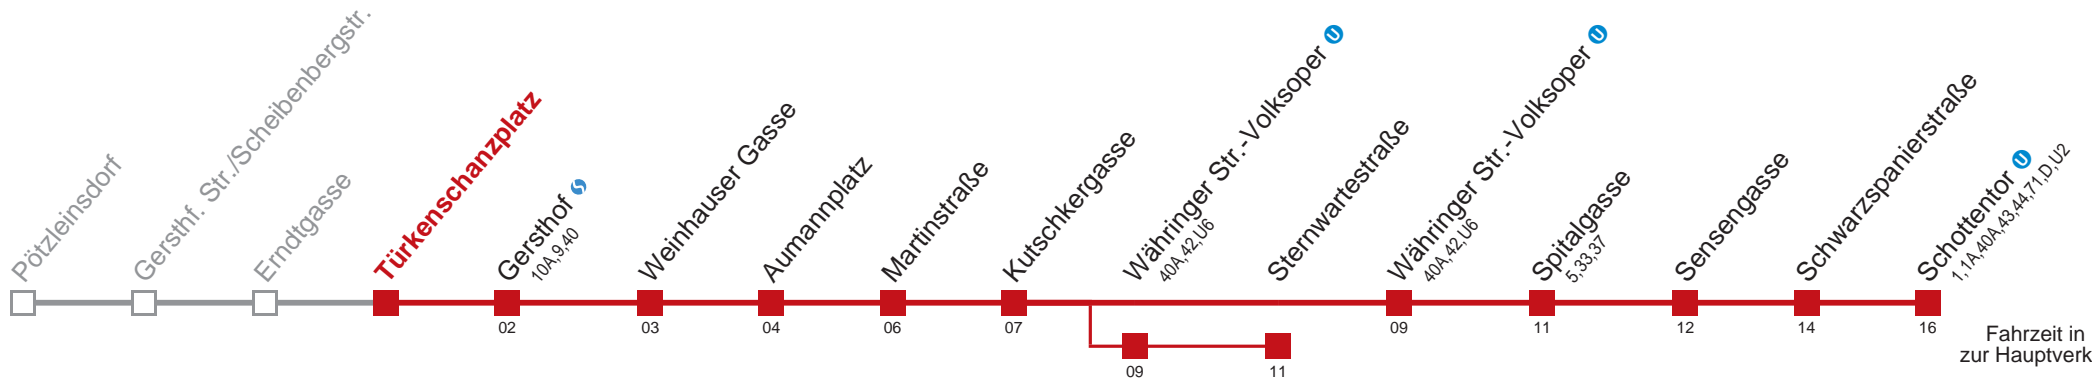 Pötzleinsdorf
Gersthf. Str./Scheibenbergstr.
Erndtgasse
Türkenschanzplatz
Gersthof S
10A,9,40
Weinhauser Gasse
Aumannplatz
Martinstraße
Kutschkergasse
Währinger Str.-Volksoper U
40A,42,U6
Sternwartestraße
Währinger Str.-Volksoper U
40A,42,U6
Spitalgasse
5,33,37
Sensengasse
Schwarzspanierstraße
Schottentor U
1,1A,40A,43,44,71,D,U2
02
03
04
06
07
09
11
12
14
16
09
11
Fahrzeit in
zur Hauptverk